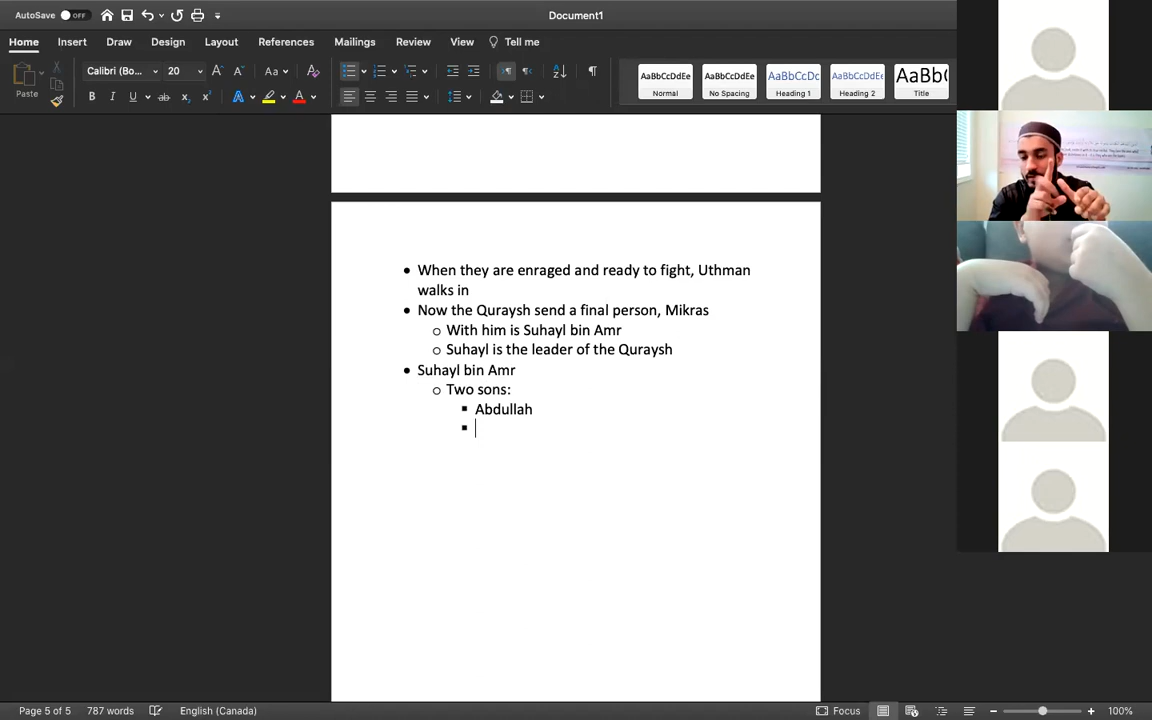 AutoSave OFF
Document1
Home Insert Draw Design Layout References Mailings Review View Tell me
Paste
Calibri (Bo... 20
AaBbCcDdEe AaBbCcDdEe AaBbCcDc AaBbCcDdEe AaBb(
Normal No Spacing Heading 1 Heading 2 Title
• When they are enraged and ready to fight, Uthman
walks in
• Now the Quraysh send a final person, Mikras
o With him is Suhayl bin Amr
o Suhayl is the leader of the Quraysh
• Suhayl bin Amr
o Two sons:
▪ Abdullah
▪
Page 5 of 5 787 words English (Canada) Focus 100%